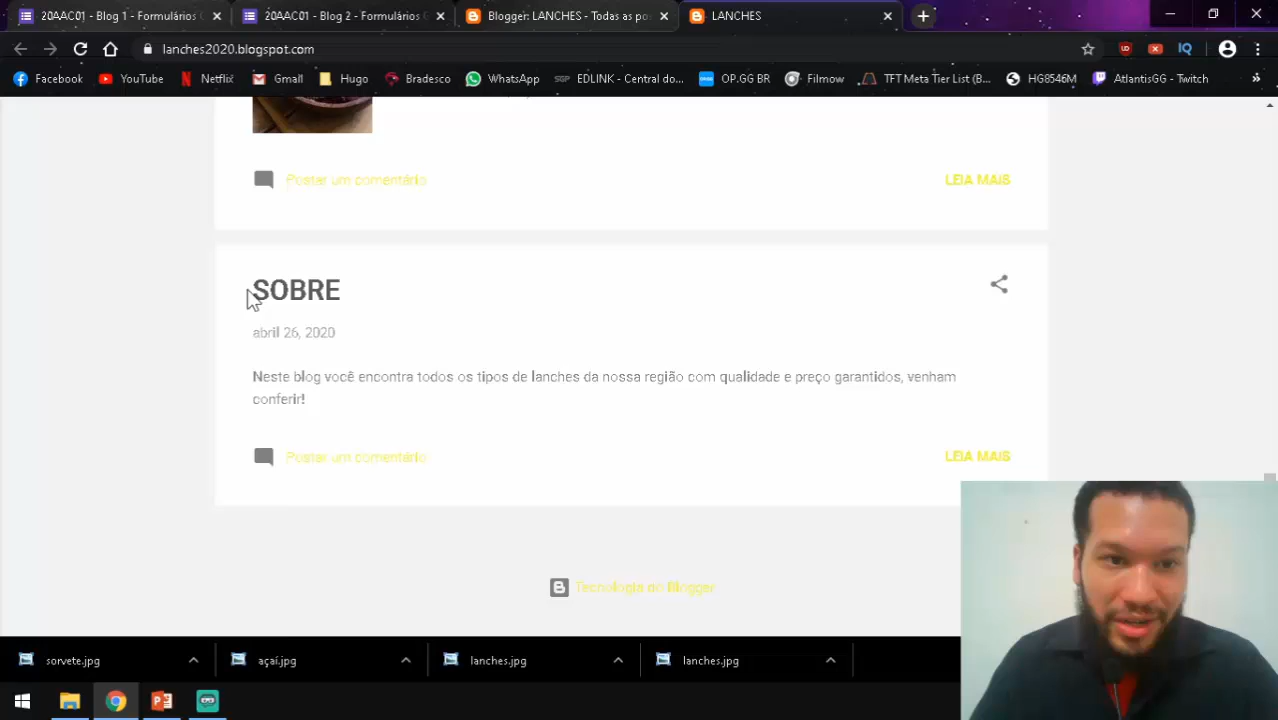 20AAC01 - Blog 1 - Formulários G
20AAC01 - Blog 2 - Formulários G
Blogger: LANCHES - Todas as pos
LANCHES
lanches2020.blogspot.com
Facebook
YouTube
Netflix
Gmail
Hugo
Bradesco
WhatsApp
EDLINK - Central do...
OP.GG BR
Filmow
TFT Meta Tier List (B...
HG8546M
AtlantisGG - Twitch
Postar um comentário
LEIA MAIS
SOBRE
abril 26, 2020
Neste blog você encontra todos os tipos de lanches da nossa região com qualidade e preço garantidos, venham
conferir!
Postar um comentário
LEIA MAIS
Tecnologia do Blogger
sorvete.jpg
açaí.jpg
lanches.jpg
lanches.jpg